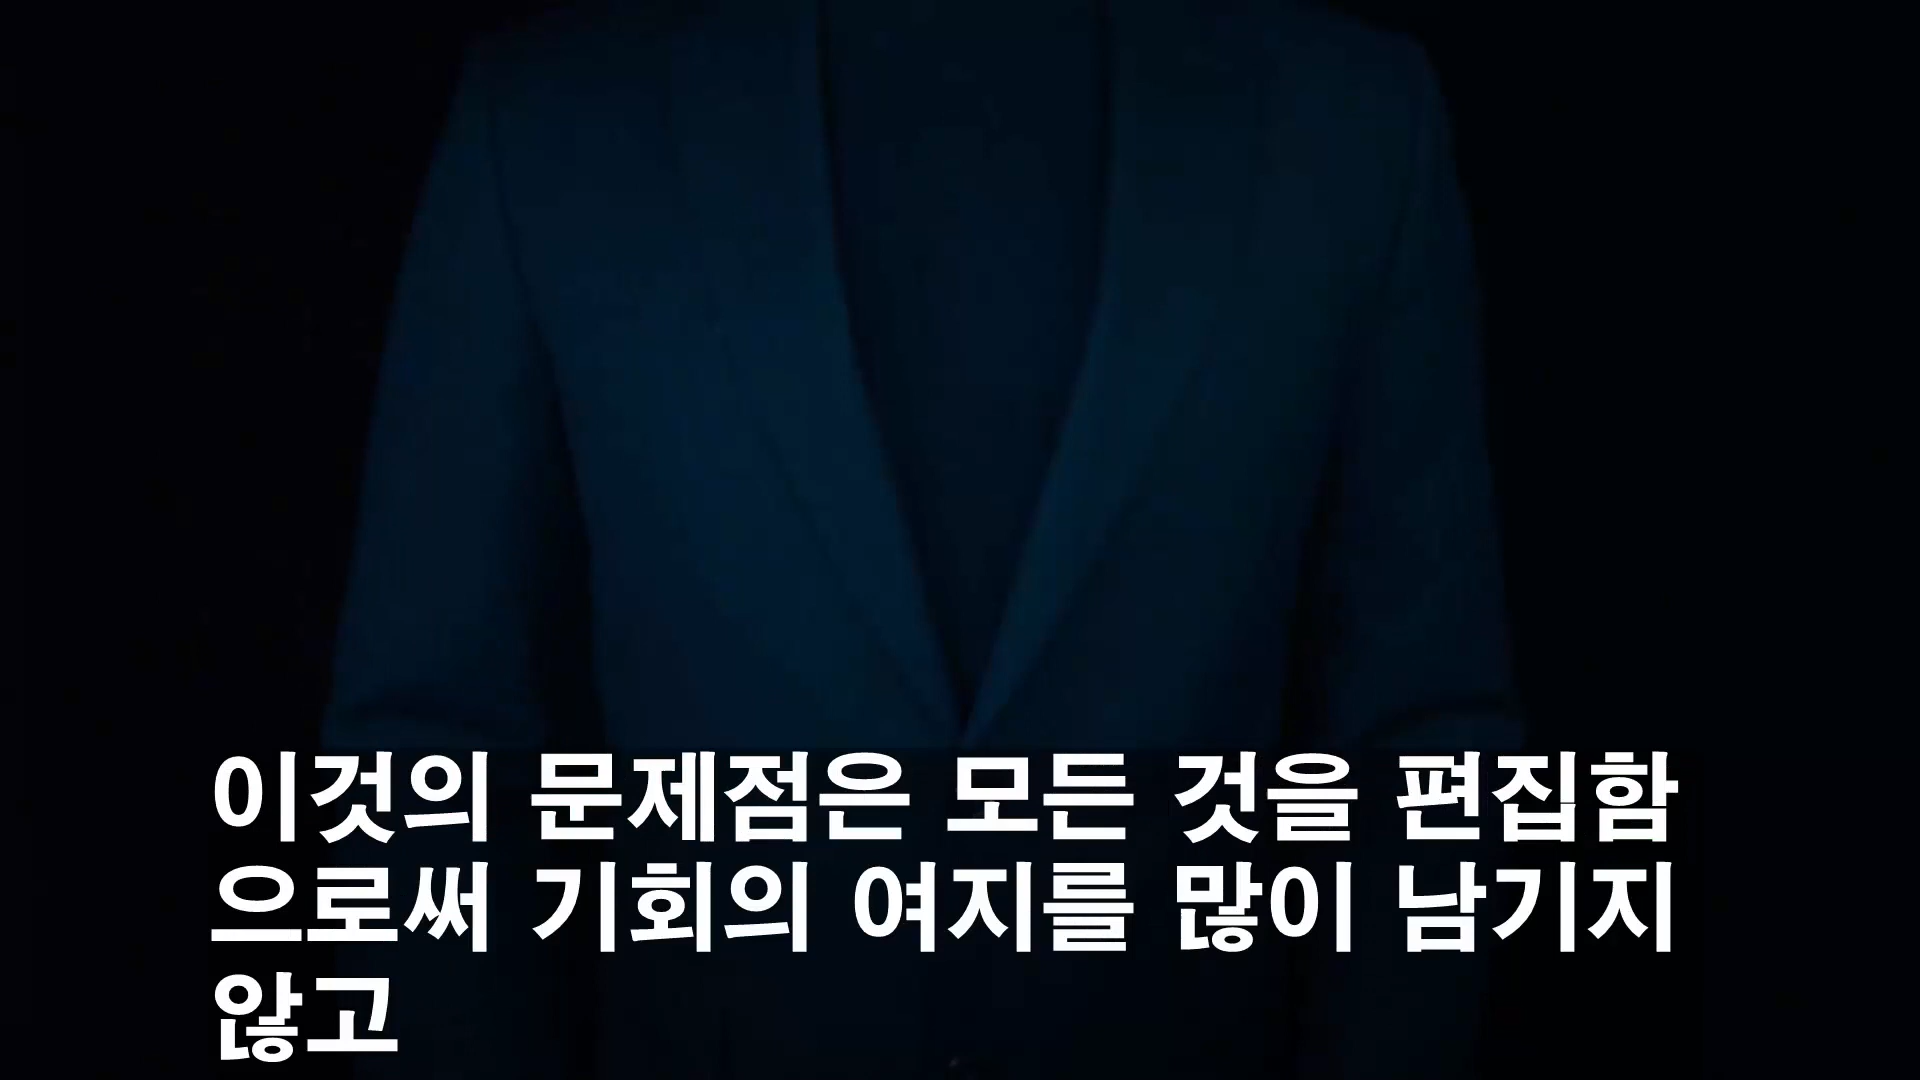 이것의 문제점은 모든 것을 편집함
으로써 기회의 여지를 많이 남기지
않고